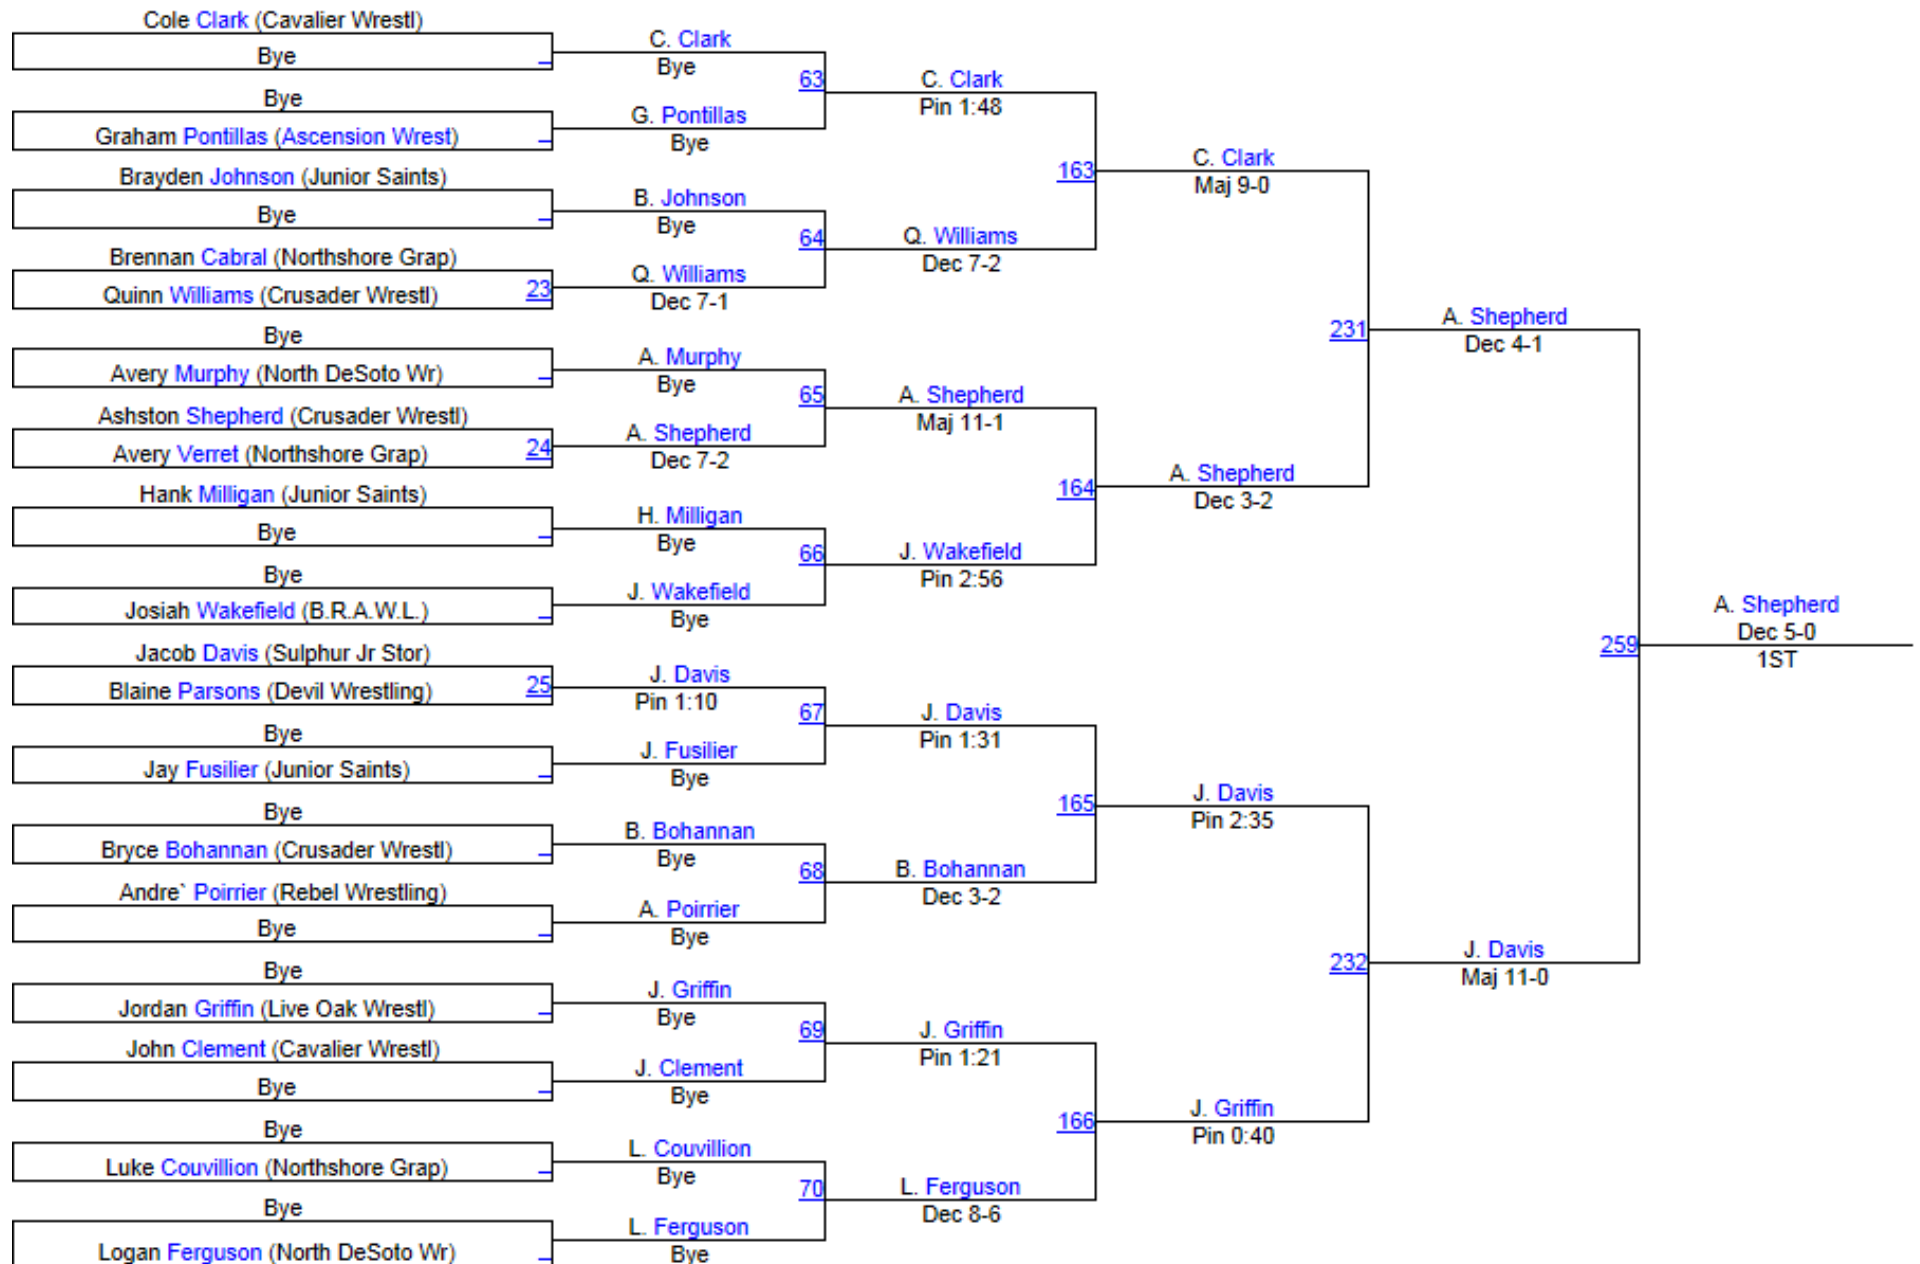 Cole Clark (Cavalier Wrestl)
Bye
Bye
Graham Pontillas (Ascension Wrest)
Brayden Johnson (Junior Saints)
Bye
Brennan Cabral (Northshore Grap)
Quinn Williams (Crusader Wrestl)
23
Bye
Avery Murphy (North DeSoto Wr)
Ashston Shepherd (Crusader Wrestl)
Avery Verret (Northshore Grap)
24
Hank Milligan (Junior Saints)
Bye
Bye
Josiah Wakefield (B.R.A.W.L.)
Jacob Davis (Sulphur Jr Stor)
Blaine Parsons (Devil Wrestling)
25
Bye
Jay Fusilier (Junior Saints)
Bye
Bryce Bohannan (Crusader Wrestl)
Andre` Poirrier (Rebel Wrestling)
Bye
Bye
Jordan Griffin (Live Oak Wrestl)
John Clement (Cavalier Wrestl)
Bye
Bye
Luke Couvillion (Northshore Grap)
Bye
Logan Ferguson (North DeSoto Wr)
C. Clark
Bye
63
G. Pontillas
Bye
B. Johnson
Bye
64
Q. Williams
Dec 7-1
A. Murphy
Bye
65
A. Shepherd
Dec 7-2
H. Milligan
Bye
66
J. Wakefield
Bye
J. Davis
Pin 1:10
67
J. Fusilier
Bye
B. Bohannan
Bye
68
A. Poirrier
Bye
J. Griffin
Bye
69
J. Clement
Bye
L. Couvillion
Bye
70
L. Ferguson
Bye
C. Clark
Pin 1:48
163
Q. Williams
Dec 7-2
A. Shepherd
Maj 11-1
164
J. Wakefield
Pin 2:56
J. Davis
Pin 1:31
165
B. Bohannan
Dec 3-2
J. Griffin
Pin 1:21
166
L. Ferguson
Dec 8-6
C. Clark
Maj 9-0
231
A. Shepherd
Dec 3-2
J. Davis
Pin 2:35
232
J. Griffin
Pin 0:40
A. Shepherd
Dec 4-1
259
J. Davis
Maj 11-0
A. Shepherd
Dec 5-0
1ST